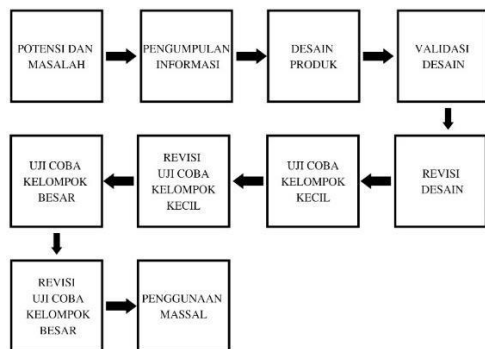 POTENSI DAN
MASALAH
PENGUMPULAN
INFORMASI
DESAIN
PRODUK
VALIDASI
DESAIN
REVISI
DESAIN
UJI COBA
KELOMPOK
KECIL
REVISI
UJI COBA
KELOMPOK
KECIL
UJI COBA
KELOMPOK
BESAR
REVISI
UJI COBA
KELOMPOK
BESAR
PENGGUNAAN
MASSAL